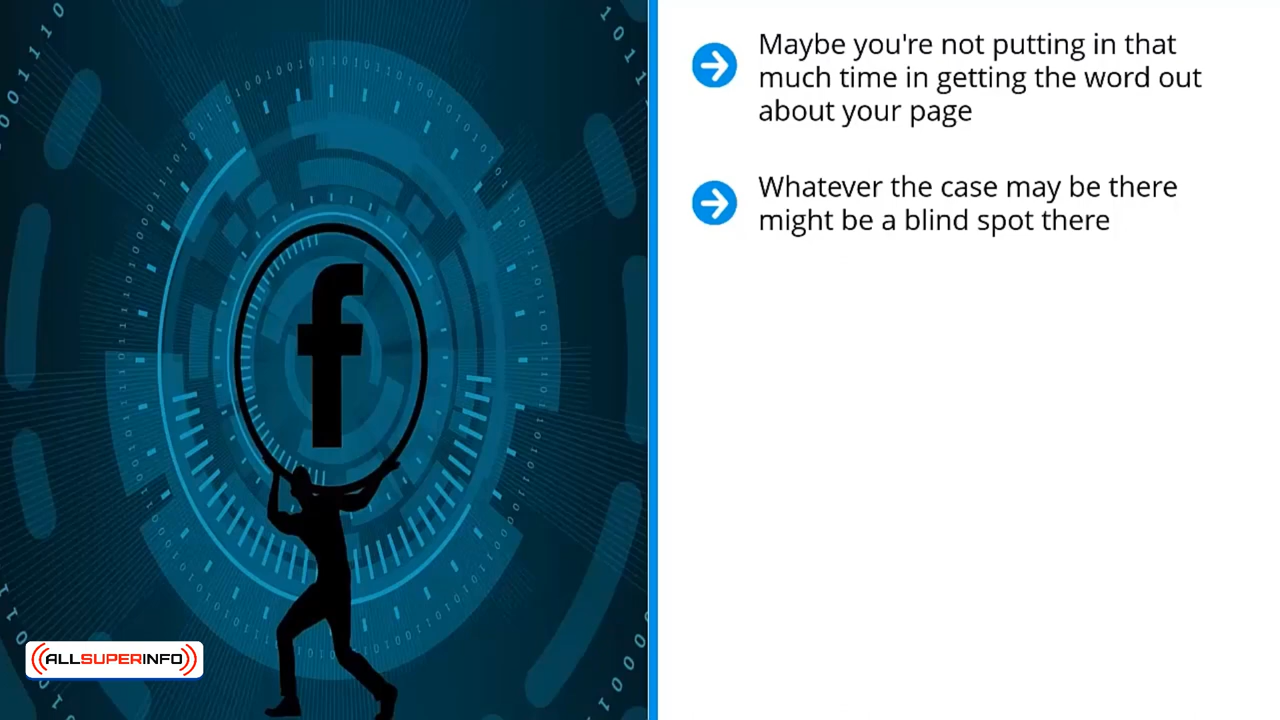 Maybe you're not putting in that
much time in getting the word out
about your page
Whatever the case may be there
might be a blind spot there
f
ALLSUPERINFO